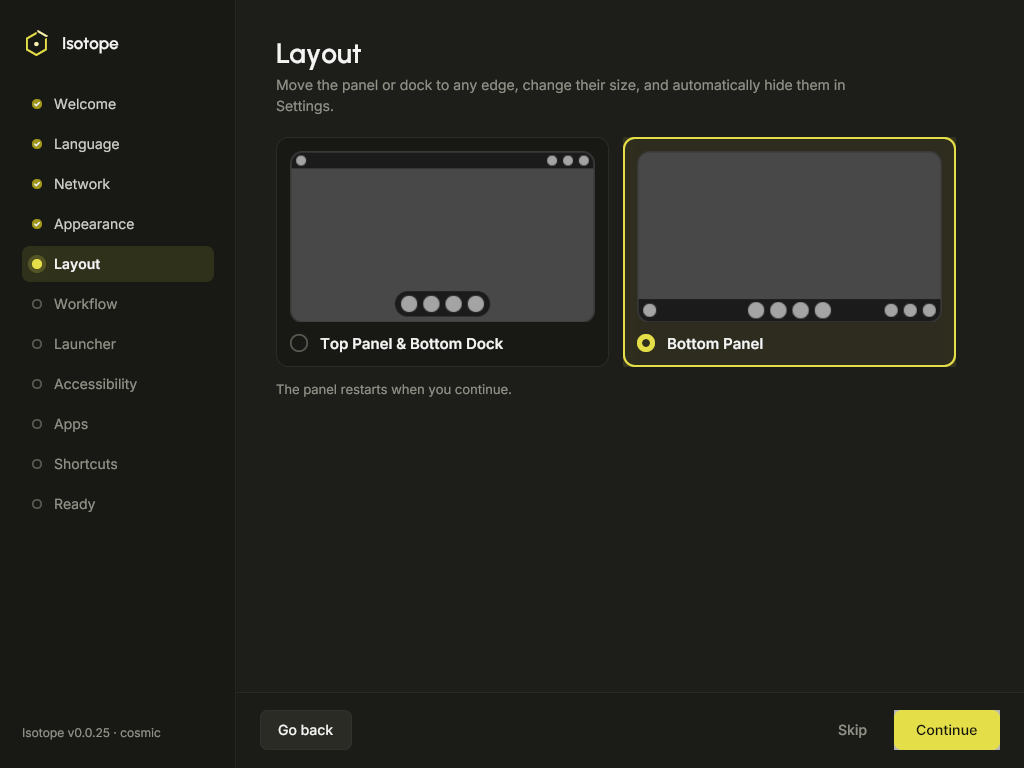 Isotope
Welcome
Language
Network
Appearance
Layout
Workflow
Launcher
Accessibility
Apps
Shortcuts
Ready
Isotope v0.0.25 · cosmic
Layout
Move the panel or dock to any edge, change their size, and automatically hide them in
Settings.
Top Panel & Bottom Dock
Bottom Panel
The panel restarts when you continue.
Go back
Skip
Continue